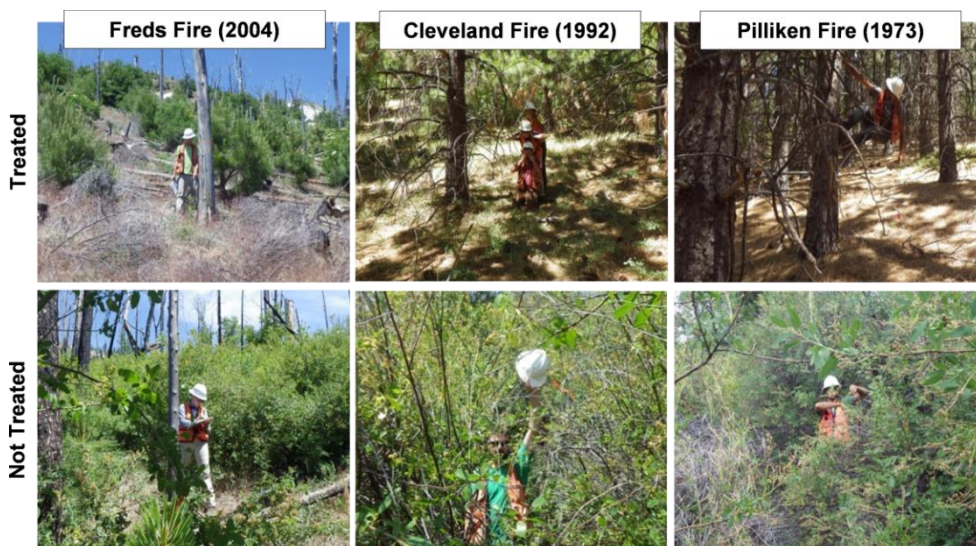 Freds Fire (2004)
Cleveland Fire (1992)
Pilliken Fire (1973)
Treated
Not Treated